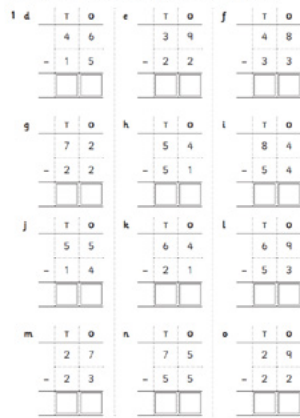 1 d T O e T O f T O
4 6 3 9 4 8
- 1 5 - 2 2 - 3 3
g T O h T O i T O
7 2 5 4 8 4
- 2 2 - 5 1 - 5 4
j T O k T O l T O
5 5 6 4 6 9
- 1 4 - 2 1 - 5 3
m T O n T O o T O
2 7 7 5 2 9
- 2 3 - 5 5 - 2 2